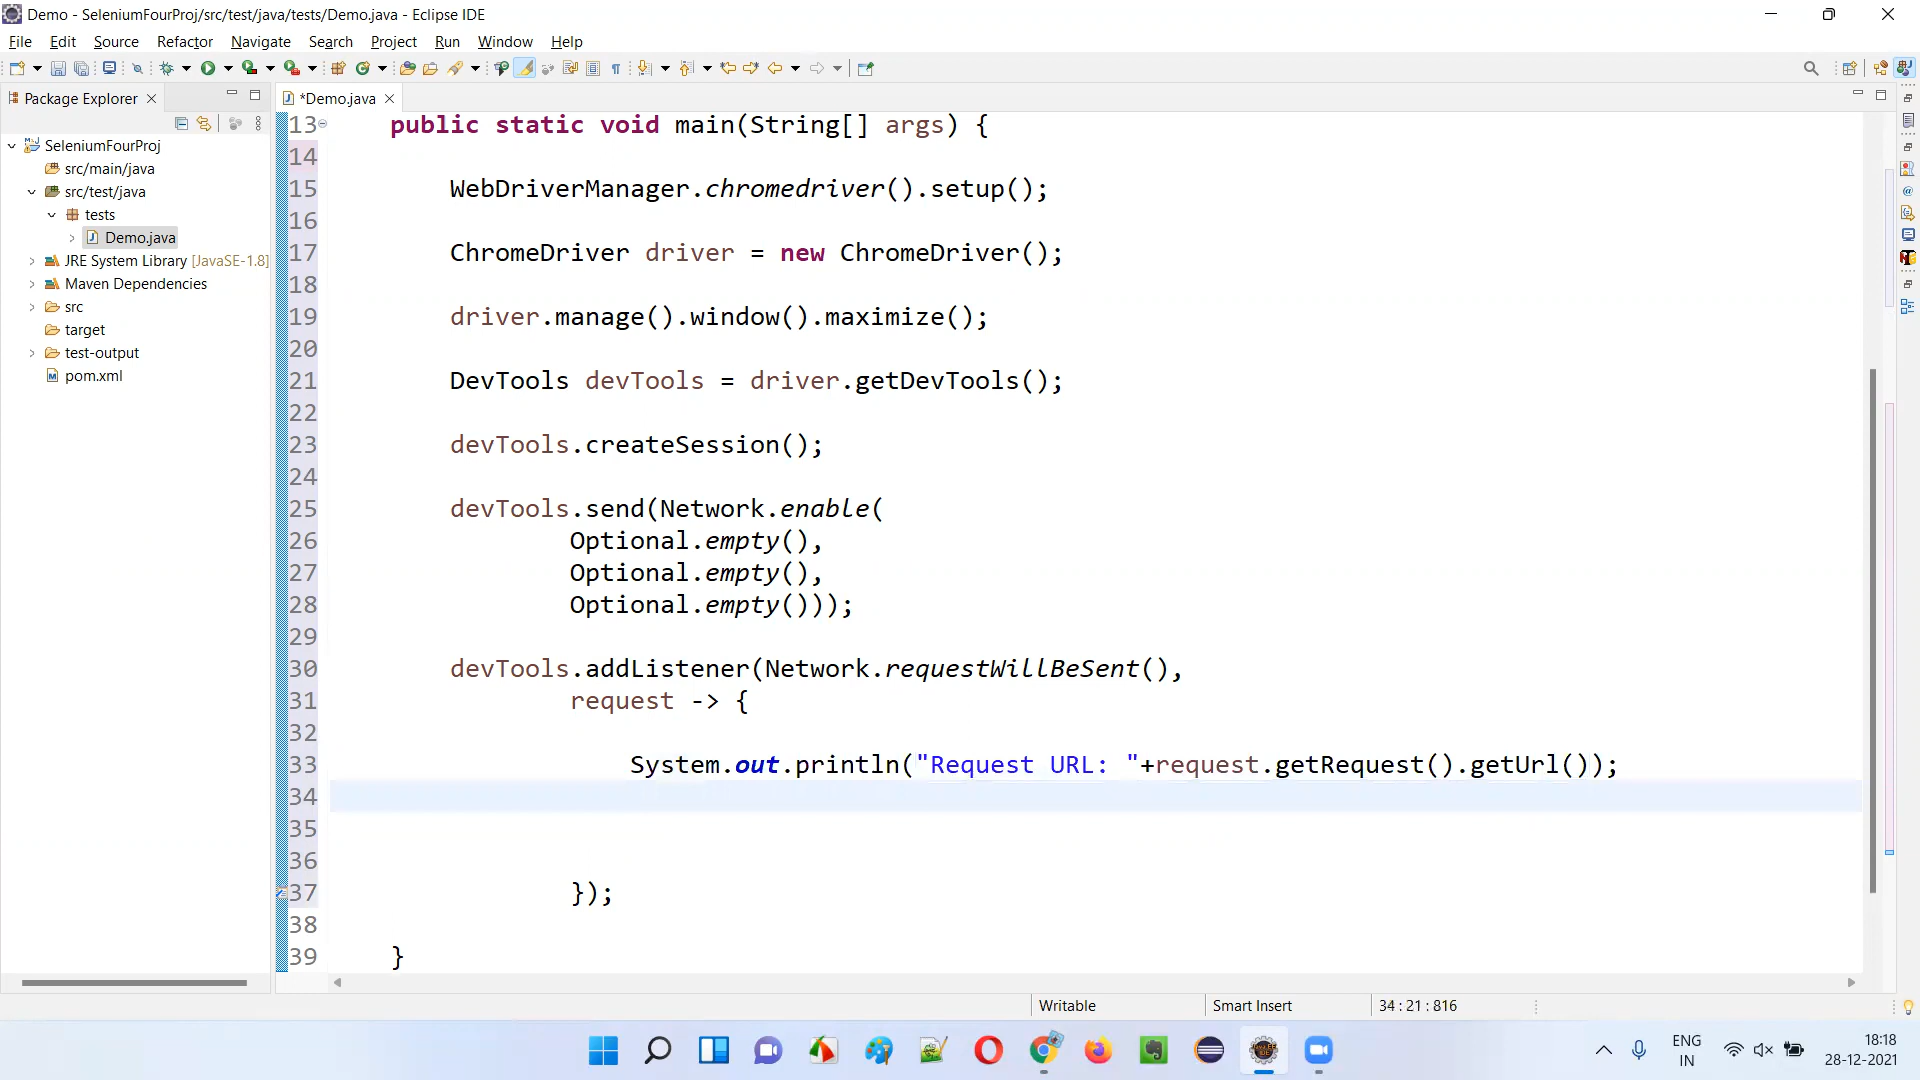 Demo - SeleniumFourProj/src/test/java/tests/Demo.java - Eclipse IDE
File Edit Source Refactor Navigate Search Project Run Window Help
Package Explorer
*Demo.java
SeleniumFourProj
src/main/java
src/test/java
tests
Demo.java
JRE System Library [JavaSE-1.8]
Maven Dependencies
src
target
test-output
pom.xml
13 public static void main(String[] args) {
14
15 WebDriverManager.chromedriver().setup();
16
17 ChromeDriver driver = new ChromeDriver();
18
19 driver.manage().window().maximize();
20
21 DevTools devTools = driver.getDevTools();
22
23 devTools.createSession();
24
25 devTools.send(Network.enable(
26 Optional.empty(),
27 Optional.empty(),
28 Optional.empty()));
29
30 devTools.addListener(Network.requestWillBeSent(),
31 request -> {
32
33 System.out.println("Request URL: "+request.getRequest().getUrl());
34
35
36
37 });
38
39 }
Writable Smart Insert 34 : 21 : 816
ENG
IN
18:18
28-12-2021